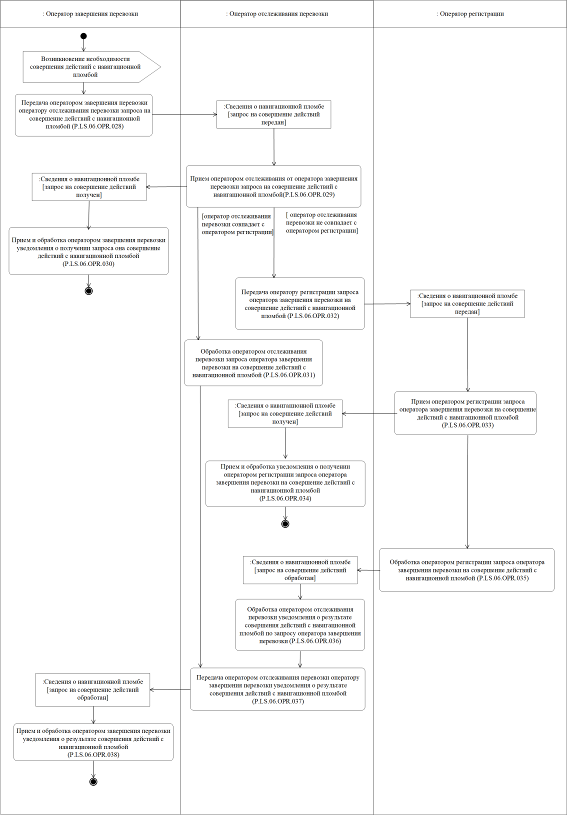 : Оператор завершения перевозки
: Оператор отслеживания перевозки
: Оператор регистрации
Возникновение необходимости
совершения действий с навигационной
пломбой
Передача оператором завершения перевозки
оператору отслеживания перевозки запроса на
совершение действий с навигационной
пломбой (P.LS.06.OPR.028)
:Сведения о навигационной пломбе
[запрос на совершение действий
передан]
Прием оператором отслеживания от оператора завершения
перевозки запроса на совершение действий с
навигационной пломбой(P.LS.06.OPR.029)
:Сведения о навигационной пломбе
[запрос на совершение действий
получен]
[оператор отслеживания
перевозки совпадает с
оператором регистрации]
[ оператор отслеживания
перевозки не совпадает с
оператором регистрации]
Прием и обработка оператором завершения перевозки
уведомления о получении запроса она совершение
действий с навигационной пломбой
(P.LS.06.OPR.030)
Передача оператору регистрации запроса
оператора завершения перевозки на
совершение действий с навигационной
пломбой (P.LS.06.OPR.032)
:Сведения о навигационной пломбе
[запрос на совершение действий
передан]
Обработка оператором отслеживания
перевозки запроса оператора завершения
перевозки на совершение действий с
навигационной пломбой (P.LS.06.OPR.031)
Прием оператором регистрации запроса
оператора завершения перевозки на совершение
действий с навигационной пломбой
(P.LS.06.OPR.033)
:Сведения о навигационной пломбе
[запрос на совершение действий
получен]
Прием и обработка уведомления о получении
оператором регистрации запроса оператора
завершения перевозки на совершение действий с
навигационной пломбой
(P.LS.06.OPR.034)
Обработка оператором регистрации запроса оператора
завершения перевозки на совершение действий с
навигационной пломбой (P.LS.06.OPR.035)
:Сведения о навигационной пломбе
[запрос на совершение действий
обработан]
Обработка оператором отслеживания
перевозки уведомления о результате
совершения действий с навигационной
пломбой по запросу оператора завершения
перевозки (P.LS.06.OPR.036)
Передача оператором отслеживания перевозки оператору
завершения перевозки уведомления о результате
совершения действий с навигационной пломбой
(P.LS.06.OPR.037)
:Сведения о навигационной пломбе
[запрос на совершение действий
обработан]
Прием и обработка оператором завершения перевозки
уведомления о результате совершения действий с
навигационной пломбой
(P.LS.06.OPR.038)